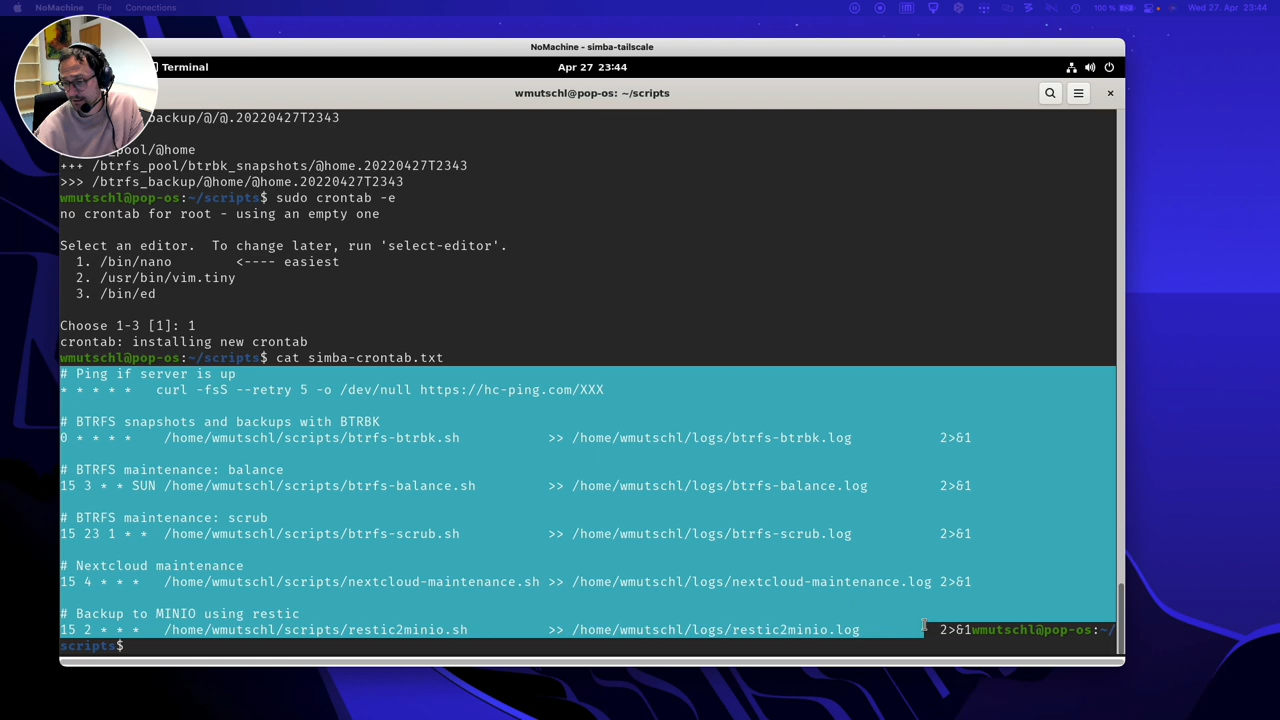 NoMachine File Connections 100 % Wed 27. Apr 23:44
NoMachine - simba-tailscale
Terminal Apr 27 23:44
wmutschl@pop-os: ~/scripts
backup/@/@.20220427T2343
pool/@home
+++ /btrfs_pool/btrbk_snapshots/@home.20220427T2343
>>> /btrfs_backup/@home/@home.20220427T2343
wmutschl@pop-os:~/scripts$ sudo crontab -e
no crontab for root - using an empty one
Select an editor.  To change later, run 'select-editor'.
1. /bin/nano        <---- easiest
2. /usr/bin/vim.tiny
3. /bin/ed
Choose 1-3 [1]: 1
crontab: installing new crontab
wmutschl@pop-os:~/scripts$ cat simba-crontab.txt
# Ping if server is up
* * * * *   curl -fsS --retry 5 -o /dev/null https://hc-ping.com/XXX
# BTRFS snapshots and backups with BTRBK
0 * * * *    /home/wmutschl/scripts/btrfs-btrbk.sh           >> /home/wmutschl/logs/btrfs-btrbk.log           2>&1
# BTRFS maintenance: balance
15 3 * * SUN /home/wmutschl/scripts/btrfs-balance.sh         >> /home/wmutschl/logs/btrfs-balance.log         2>&1
# BTRFS maintenance: scrub
15 23 1 * *  /home/wmutschl/scripts/btrfs-scrub.sh           >> /home/wmutschl/logs/btrfs-scrub.log           2>&1
# Nextcloud maintenance
15 4 * * *   /home/wmutschl/scripts/nextcloud-maintenance.sh >> /home/wmutschl/logs/nextcloud-maintenance.log 2>&1
# Backup to MINIO using restic
15 2 * * *   /home/wmutschl/scripts/restic2minio.sh          >> /home/wmutschl/logs/restic2minio.log          2>&1wmutschl@pop-os:~/
scripts$